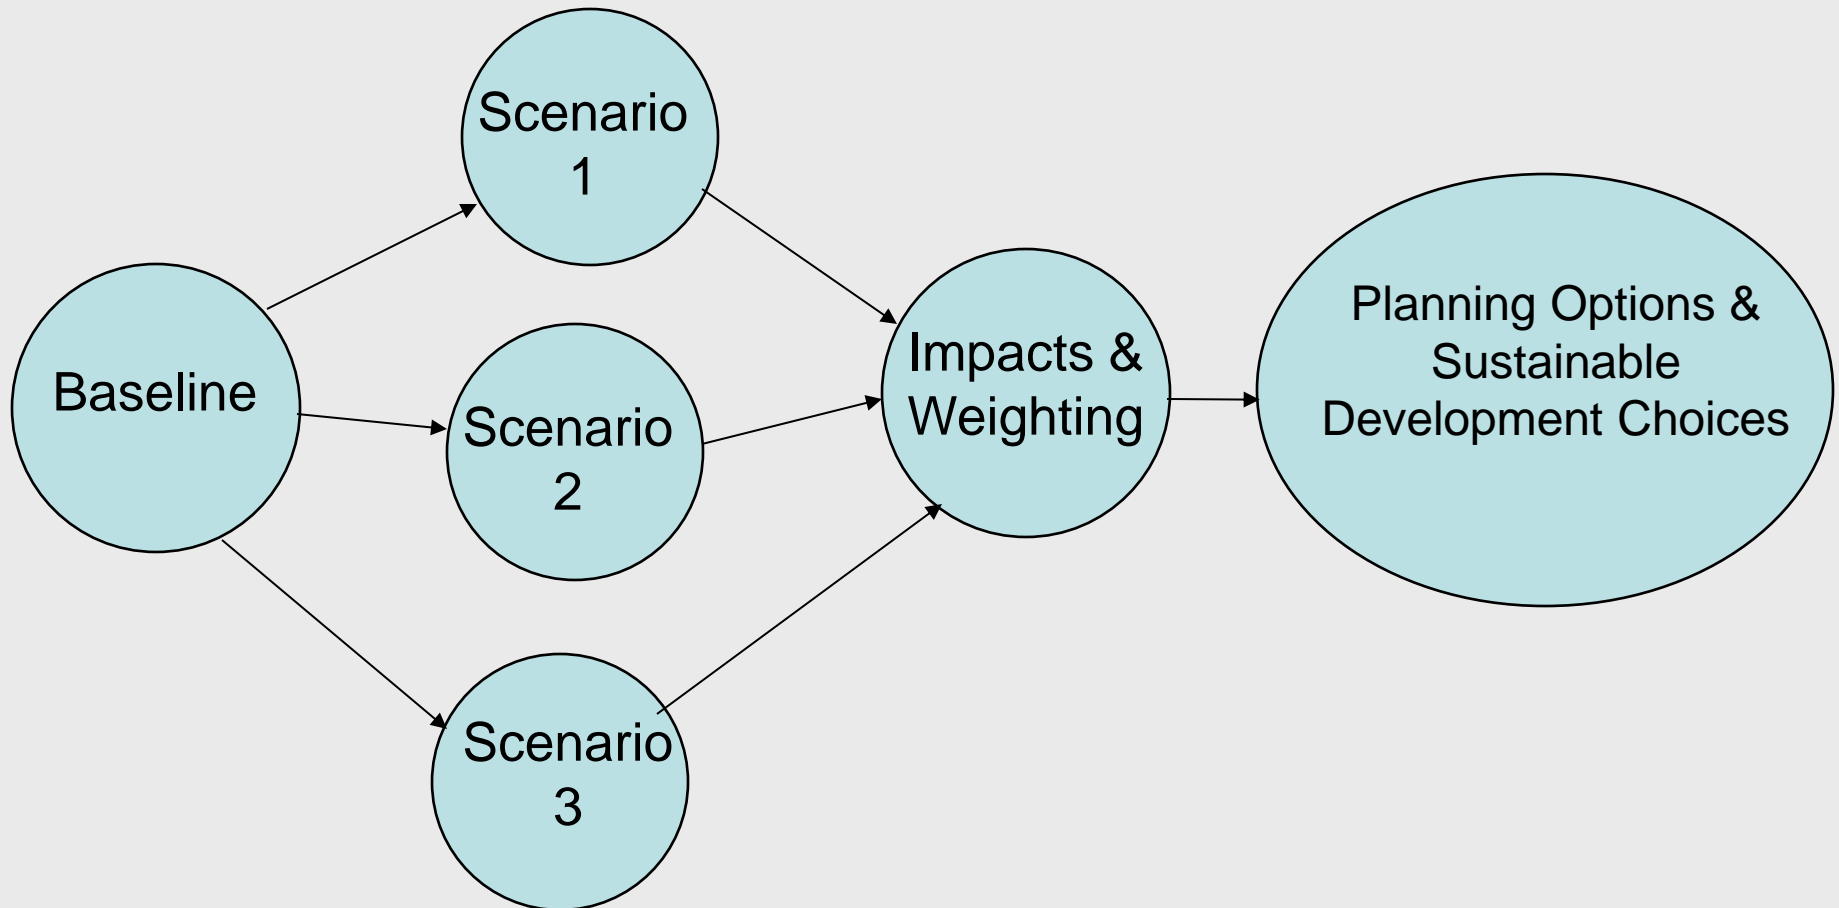 Baseline
Scenario
1
Scenario
2
Scenario
3
Impacts &
Weighting
Planning Options &
Sustainable
Development Choices